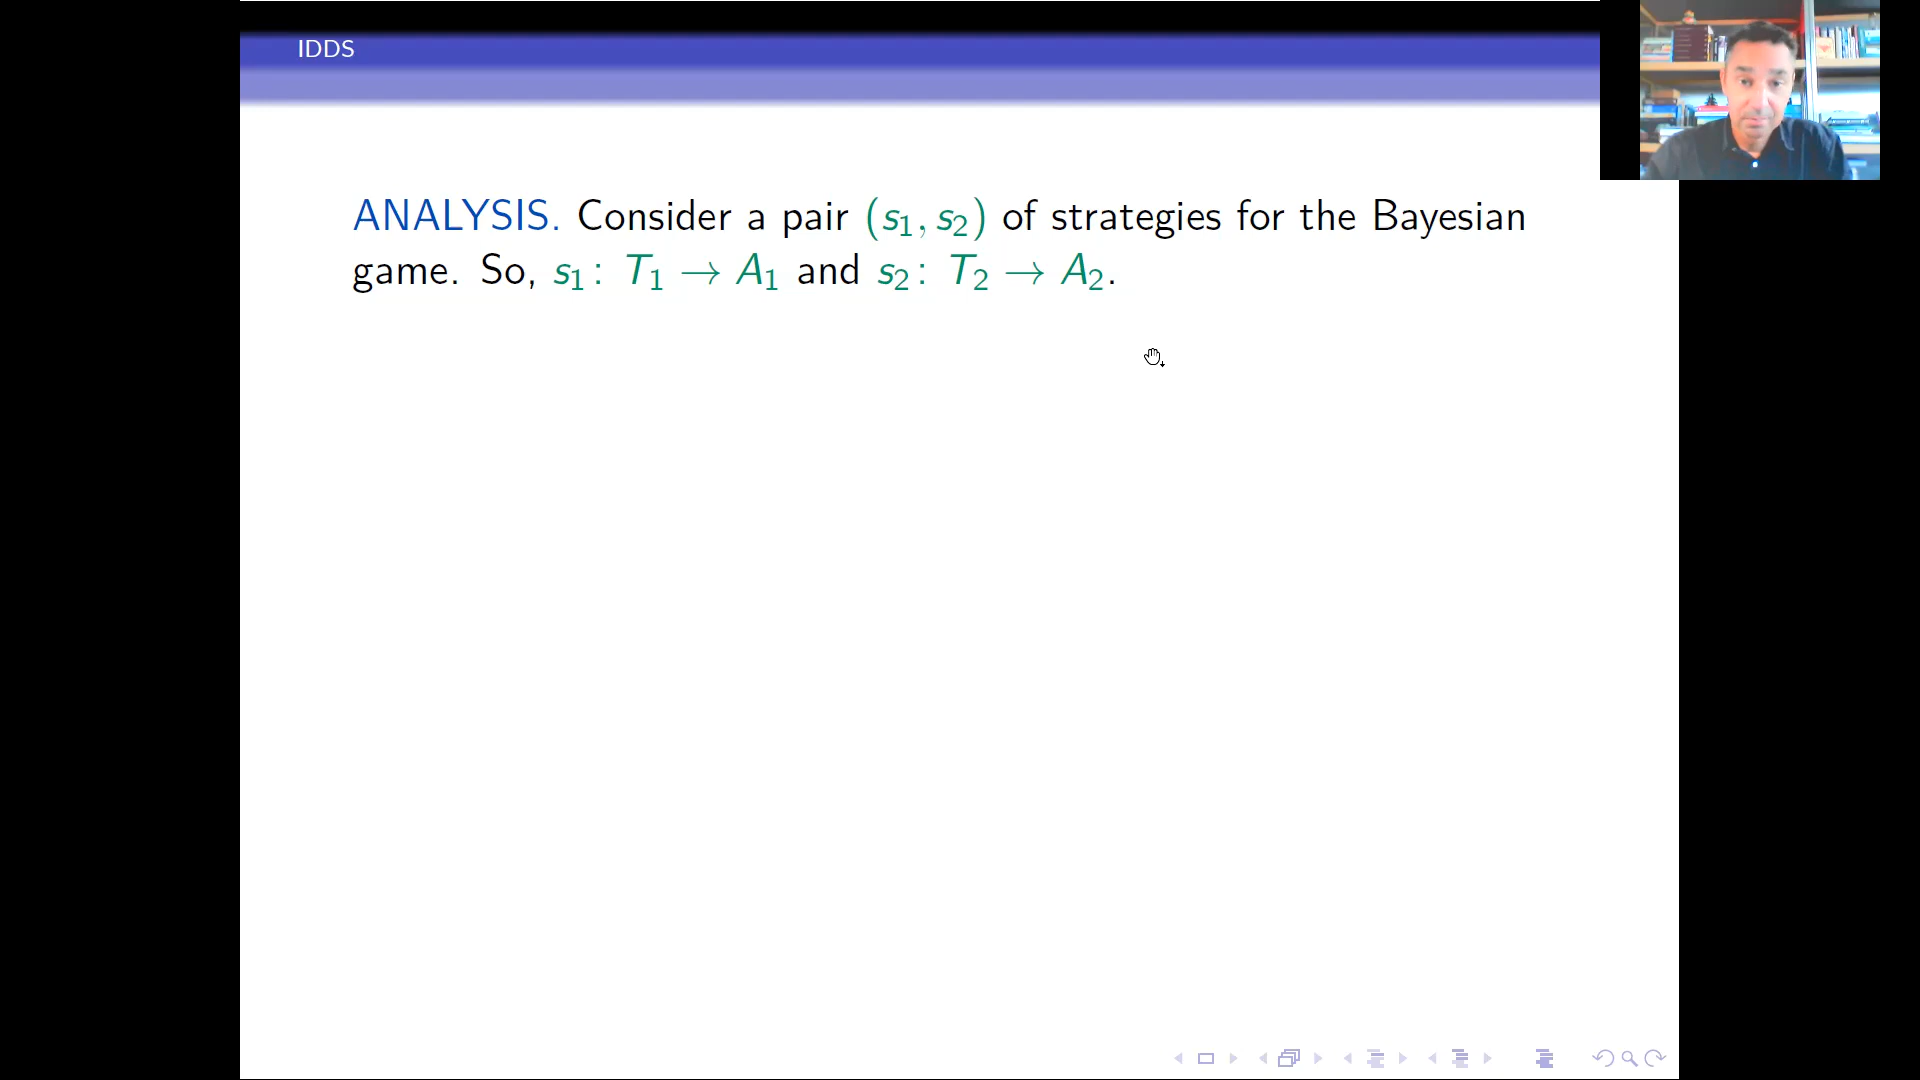 IDDS
ANALYSIS. Consider a pair (s₁, s₂) of strategies for the Bayesian
game. So, s₁ : T₁ → A₁ and s₂ : T₂ → A₂.